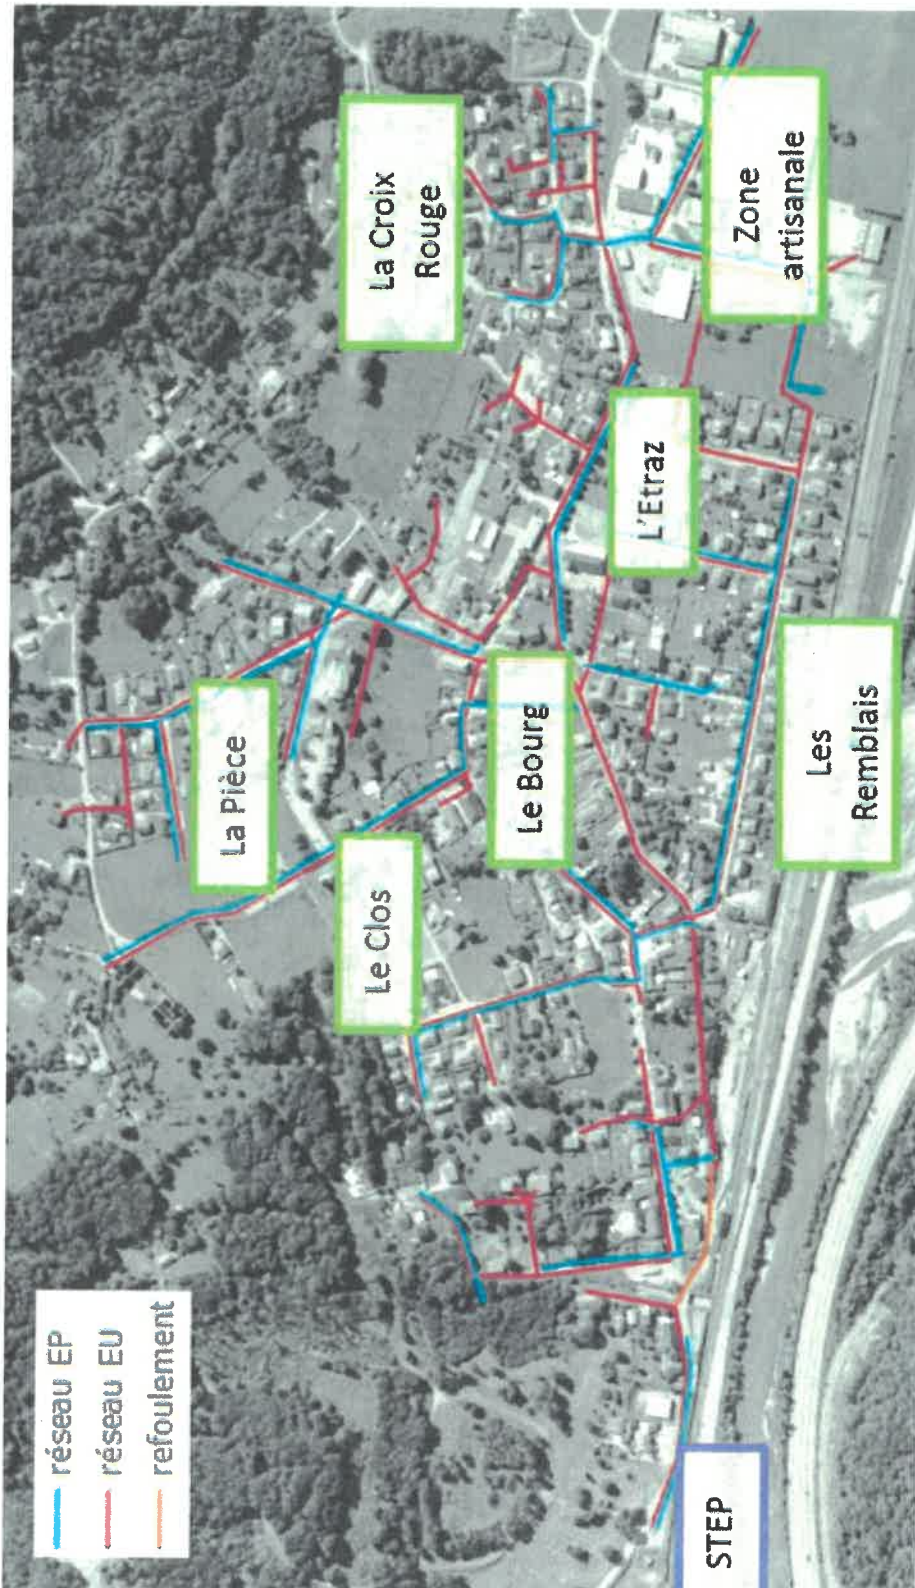 réseau EP
réseau EU
refoulement
STEP
Le Clos
La Pièce
Le Bourg
Les
Remblais
L'Etraz
La Croix
Rouge
Zone
artisanale